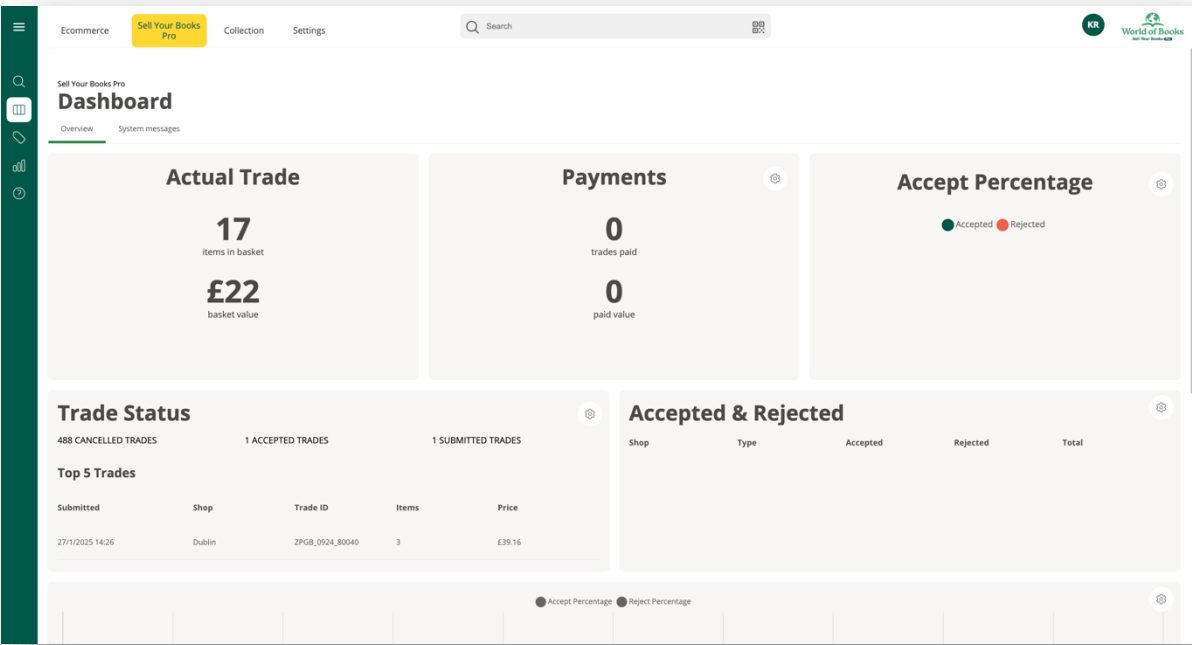 Ecommerce
Sell Your Books
Pro
Collection
Settings
Search
KR
World of Books
Sell Your Books Pro
Sell Your Books Pro
Dashboard
Overview
System messages
Actual Trade
17
items in basket
£22
basket value
Payments
0
trades paid
0
paid value
Accept Percentage
Accepted
Rejected
Trade Status
488 CANCELLED TRADES
1 ACCEPTED TRADES
1 SUBMITTED TRADES
Top 5 Trades
Submitted Shop Trade ID Items Price
27/1/2025 14:26 Dublin ZPGB_0924_80040 3 £39.16
Accepted & Rejected
Shop Type Accepted Rejected Total
Accept Percentage
Reject Percentage